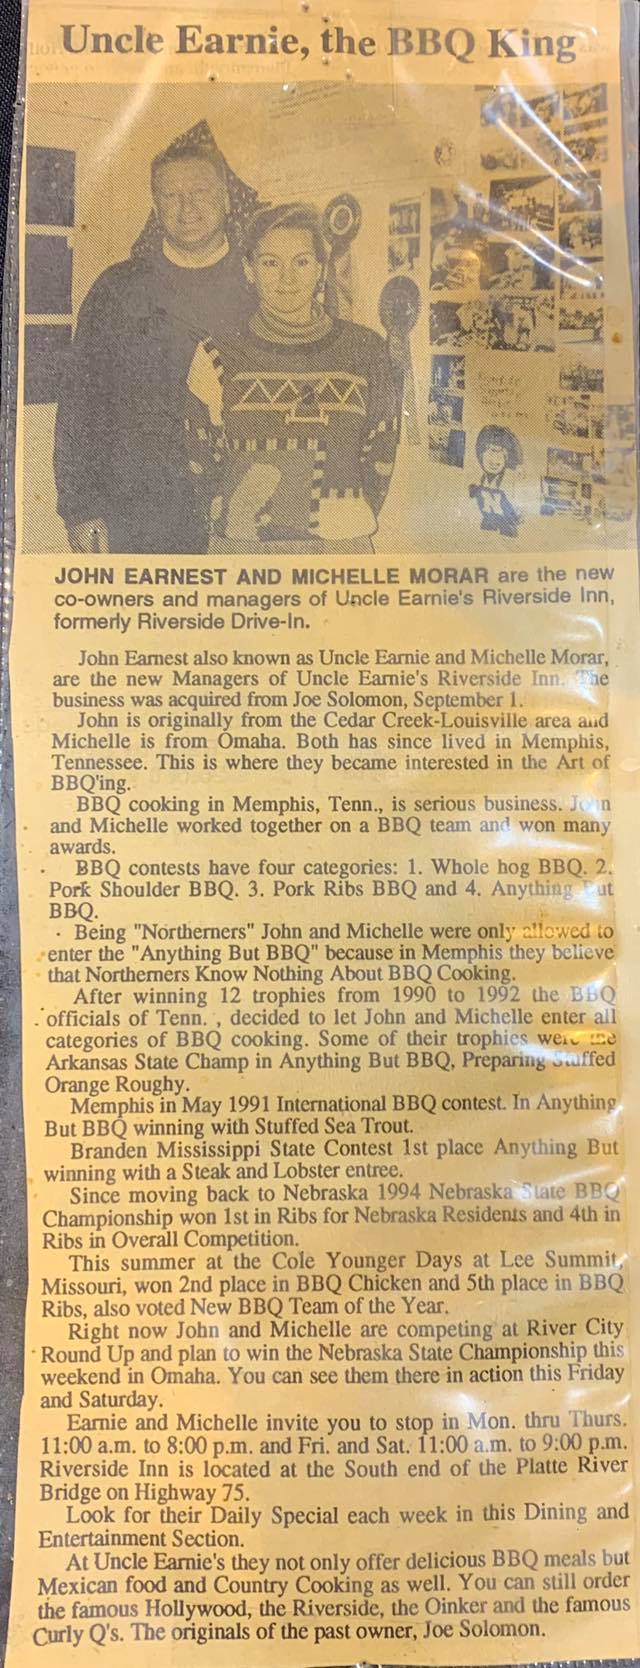 Uncle Earnie, the BBQ King
N
JOHN EARNEST AND MICHELLE MORAR are the new
co-owners and managers of Uncle Earnie's Riverside Inn,
formerly Riverside Drive-In.
John Earnest also known as Uncle Earnie and Michelle Morar,
are the new Managers of Uncle Earnie's Riverside Inn. The
business was acquired from Joe Solomon, September 1.
John is originally from the Cedar Creek-Louisville area and
Michelle is from Omaha. Both has since lived in Memphis,
Tennessee. This is where they became interested in the Art of
BBQ'ing.
BBQ cooking in Memphis, Tenn., is serious business. John
and Michelle worked together on a BBQ team and won many
awards.
BBQ contests have four categories: 1. Whole hog BBQ. 2.
Pork Shoulder BBQ. 3. Pork Ribs BBQ and 4. Anything But
BBQ.
Being "Northerners" John and Michelle were only allowed to
enter the "Anything But BBQ" because in Memphis they believe
that Northerners Know Nothing About BBQ Cooking.
After winning 12 trophies from 1990 to 1992 the BBQ
officials of Tenn. , decided to let John and Michelle enter all
categories of BBQ cooking. Some of their trophies were the
Arkansas State Champ in Anything But BBQ, Preparing Stuffed
Orange Roughy.
Memphis in May 1991 International BBQ contest. In Anything
But BBQ winning with Stuffed Sea Trout.
Branden Mississippi State Contest 1st place Anything But
winning with a Steak and Lobster entree.
Since moving back to Nebraska 1994 Nebraska State BBQ
Championship won 1st in Ribs for Nebraska Residents and 4th in
Ribs in Overall Competition.
This summer at the Cole Younger Days at Lee Summit,
Missouri, won 2nd place in BBQ Chicken and 5th place in BBQ
Ribs, also voted New BBQ Team of the Year.
Right now John and Michelle are competing at River City
Round Up and plan to win the Nebraska State Championship this
weekend in Omaha. You can see them there in action this Friday
and Saturday.
Earnie and Michelle invite you to stop in Mon. thru Thurs.
11:00 a.m. to 8:00 p.m. and Fri. and Sat. 11:00 a.m. to 9:00 p.m.
Riverside Inn is located at the South end of the Platte River
Bridge on Highway 75.
Look for their Daily Special each week in this Dining and
Entertainment Section.
At Uncle Earnie's they not only offer delicious BBQ meals but
Mexican food and Country Cooking as well. You can still order
the famous Hollywood, the Riverside, the Oinker and the famous
Curly Q's. The originals of the past owner, Joe Solomon.